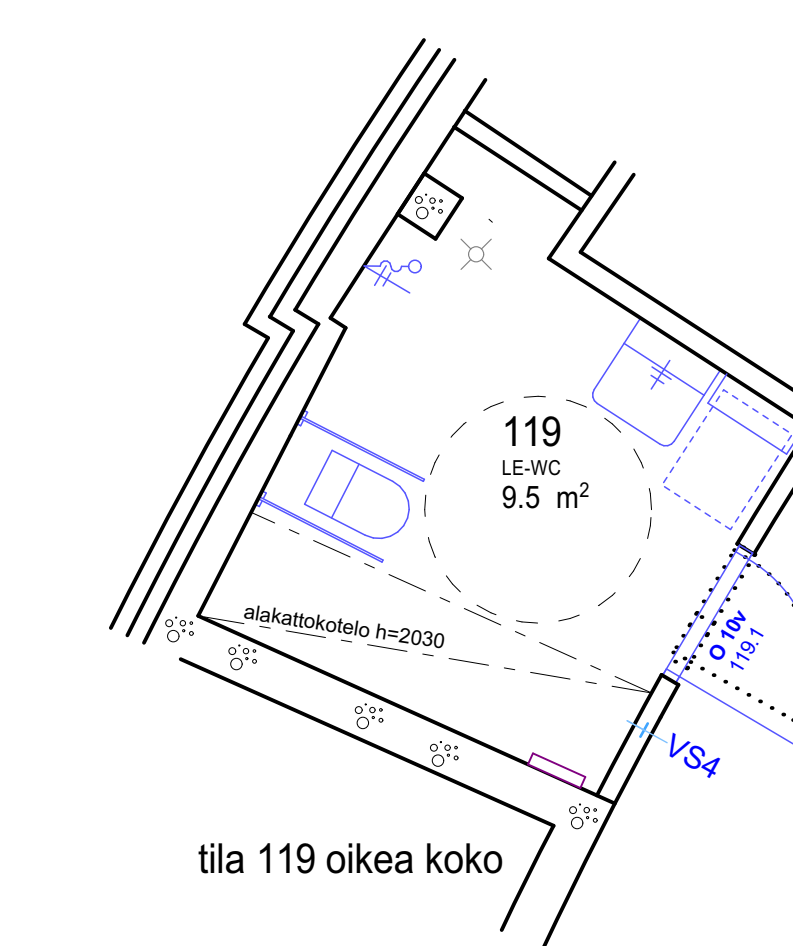 119
LE-WC
9.5 m²
alakattokotelo h=2030
O 10v
119.1
VS4
tila 119 oikea koko